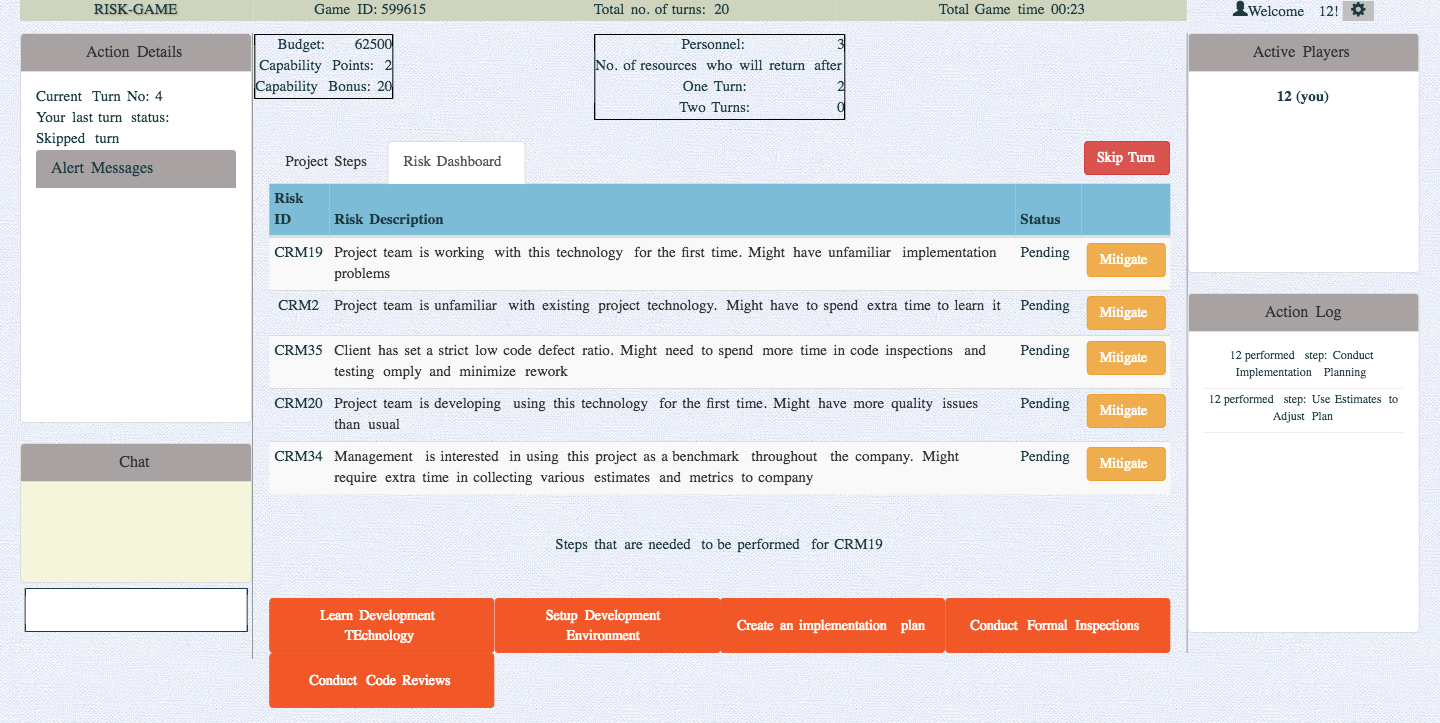 RISK-GAME
Game ID: 599615
Total no. of turns: 20
Total Game time 00:23
Welcome 12!
Action Details
Current Turn No: 4
Your last turn status:
Skipped turn
Alert Messages
Chat
Budget: 62500
Capability Points: 2
Capability Bonus: 20
Personnel: 3
No. of resources who will return after
One Turn: 2
Two Turns: 0
Project Steps
Risk Dashboard
Skip Turn
Risk
ID
Risk Description
Status
CRM19
Project team is working with this technology for the first time. Might have unfamiliar implementation
problems
Pending
Mitigate
CRM2
Project team is unfamiliar with existing project technology. Might have to spend extra time to learn it
Pending
Mitigate
CRM35
Client has set a strict low code defect ratio. Might need to spend more time in code inspections and
testing omply and minimize rework
Pending
Mitigate
CRM20
Project team is developing using this technology for the first time. Might have more quality issues
than usual
Pending
Mitigate
CRM34
Management is interested in using this project as a benchmark throughout the company. Might
require extra time in collecting various estimates and metrics to company
Pending
Mitigate
Steps that are needed to be performed for CRM19
Learn Development
TEchnology
Setup Development
Environment
Create an implementation plan
Conduct Formal Inspections
Conduct Code Reviews
Active Players
12 (you)
Action Log
12 performed step: Conduct
Implementation Planning
12 performed step: Use Estimates to
Adjust Plan